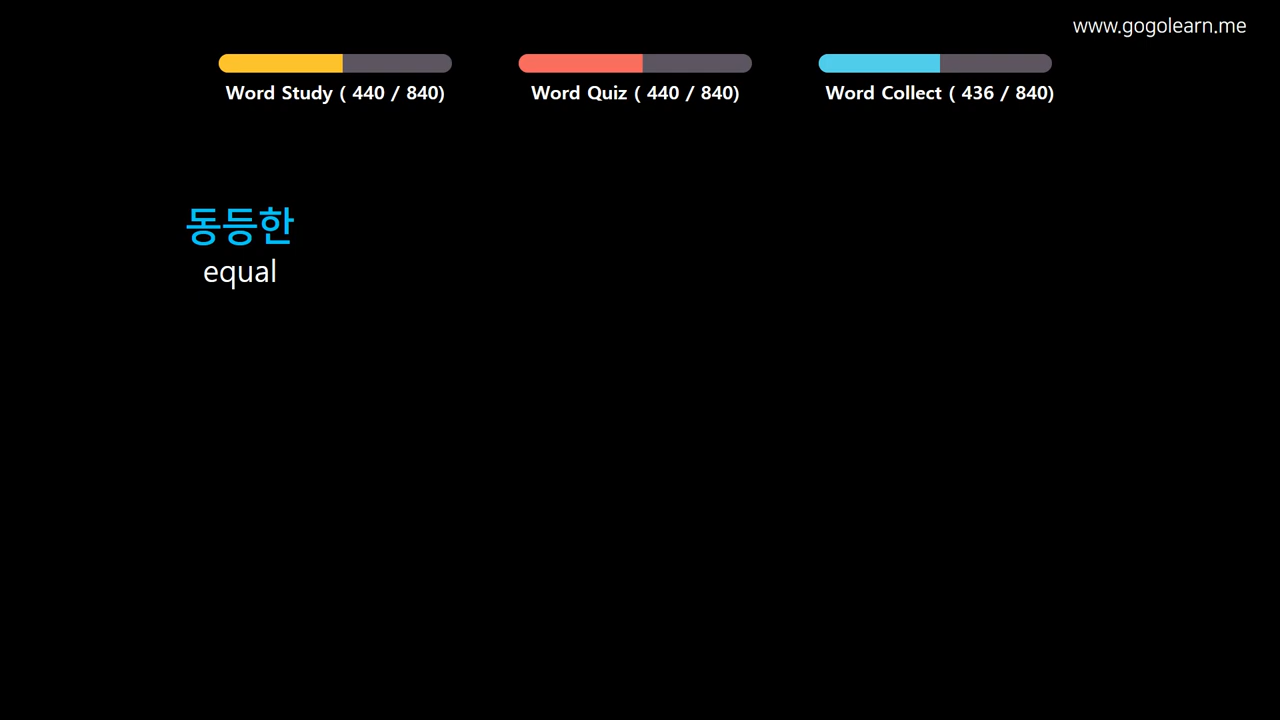 www.gogolearn.me
Word Study ( 440 / 840)
Word Quiz ( 440 / 840)
Word Collect ( 436 / 840)
동등한
equal